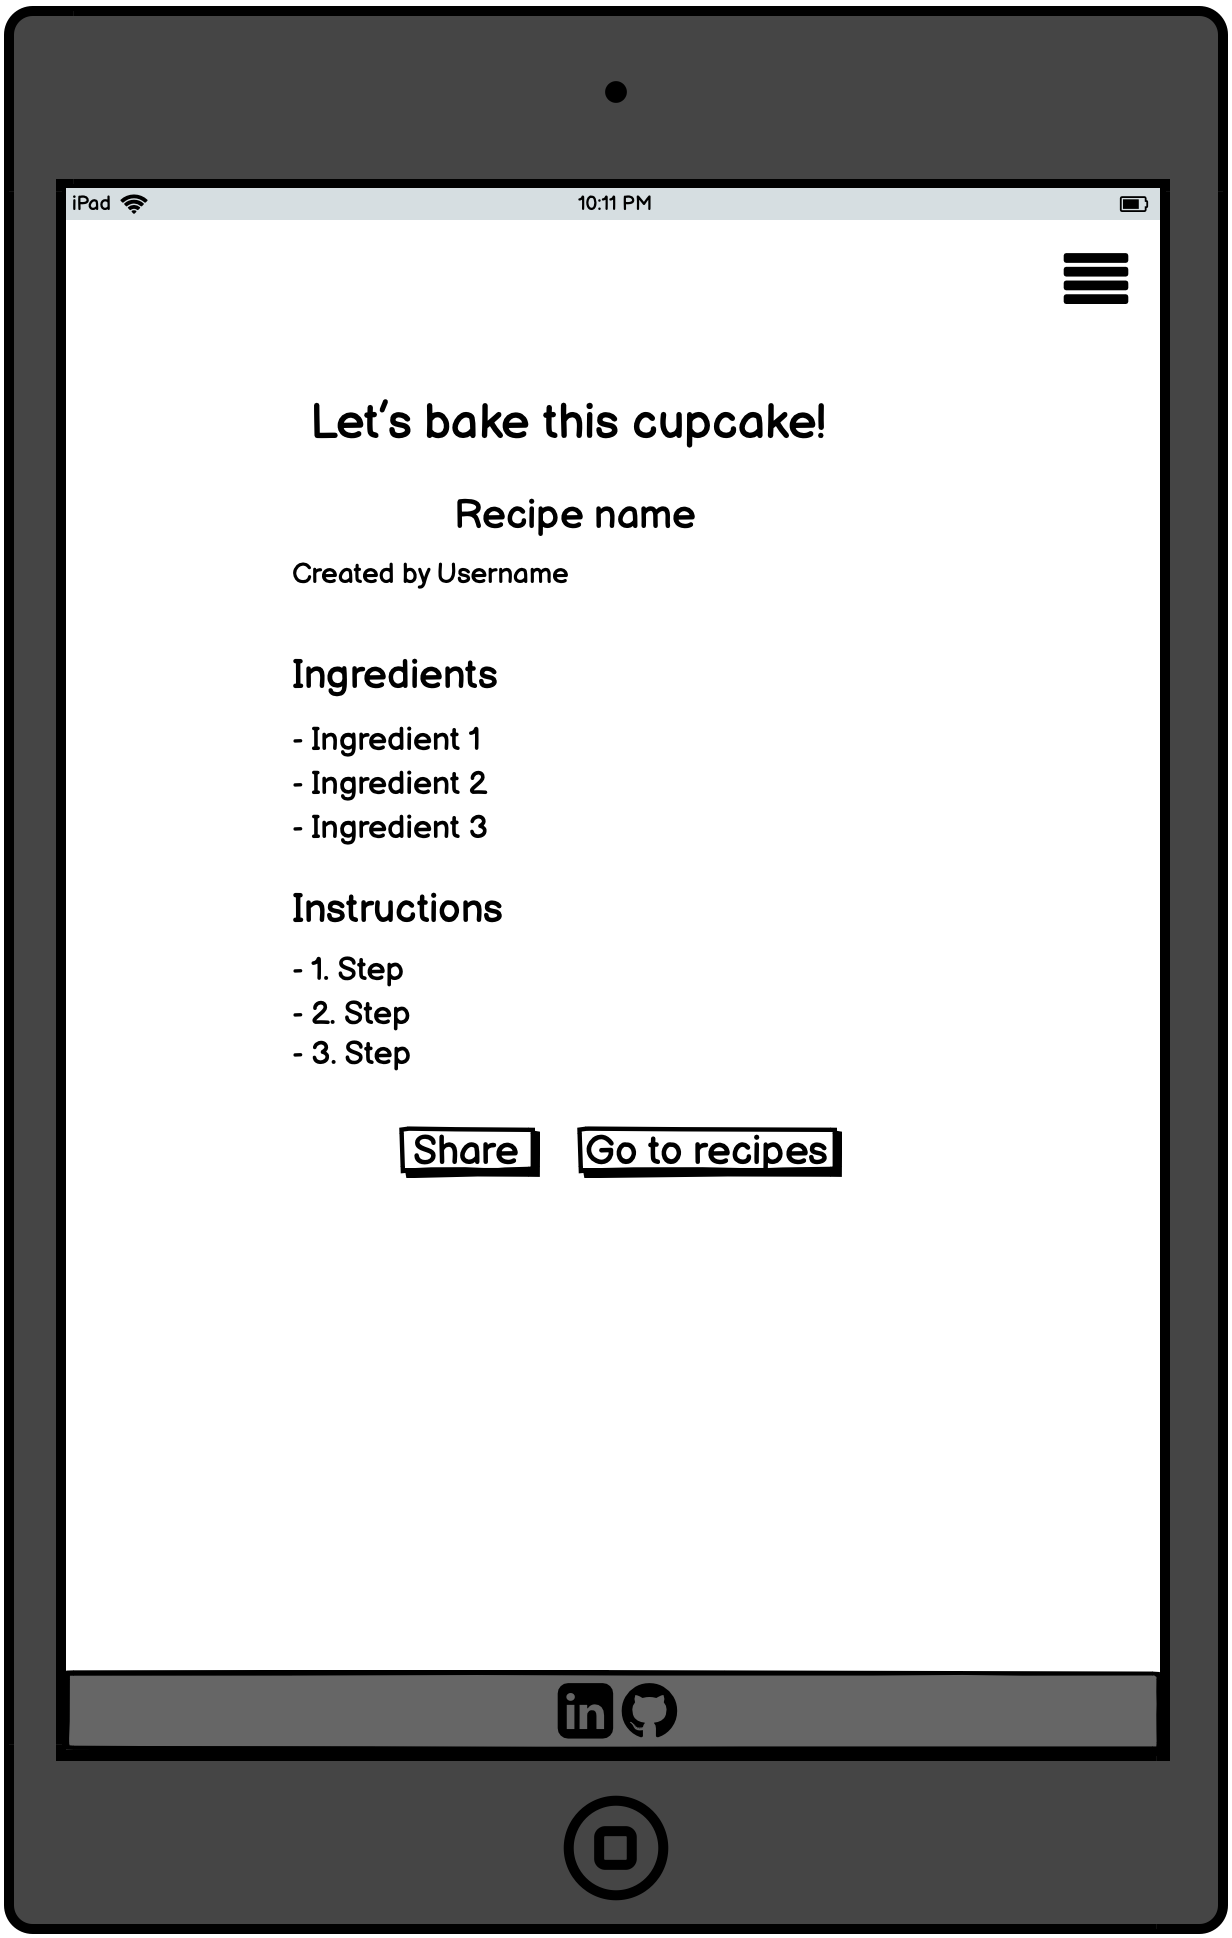 iPad 10:11 PM
Let's bake this cupcake!
Recipe name
Created by Username
Ingredients
- Ingredient 1
- Ingredient 2
- Ingredient 3
Instructions
- 1. Step
- 2. Step
- 3. Step
Share Go to recipes
in